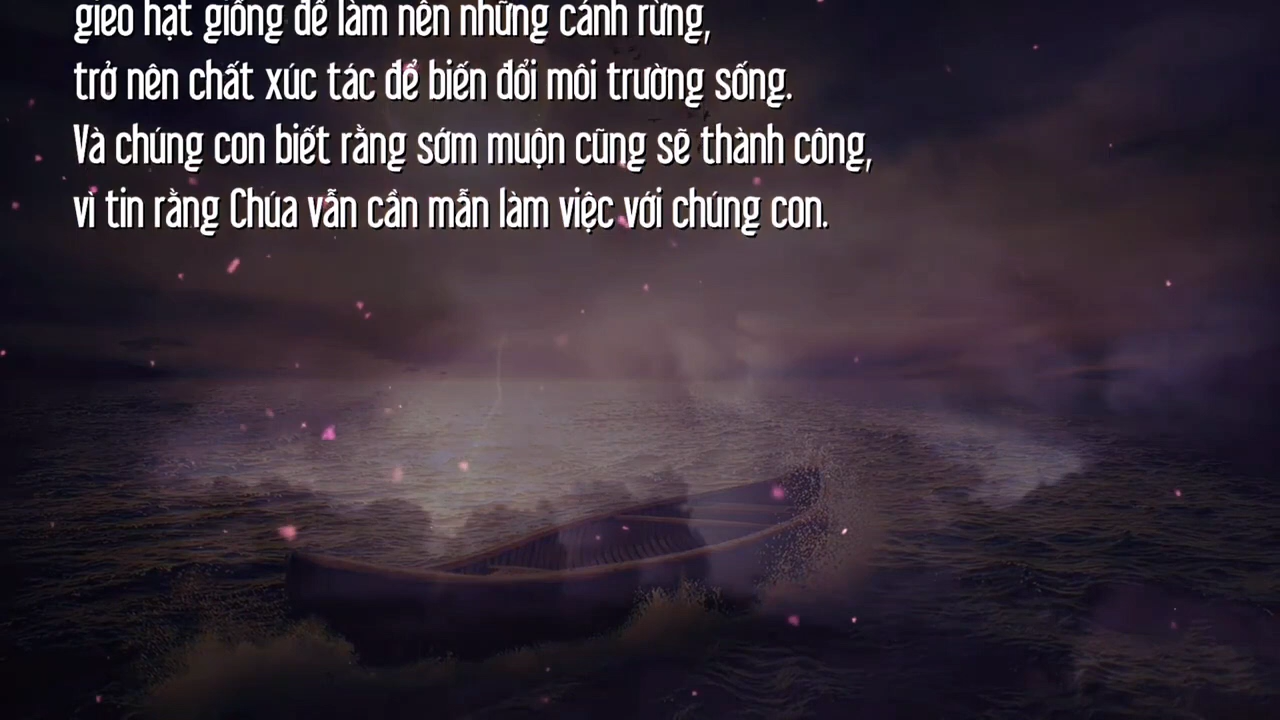 gieo hạt giống để làm nên những cánh rừng,
trở nên chất xúc tác để biến đổi môi trường sống.
Và chúng con biết rằng sớm muộn cũng sẽ thành công,
vì tin rằng Chúa vẫn cần mẫn làm việc với chúng con.